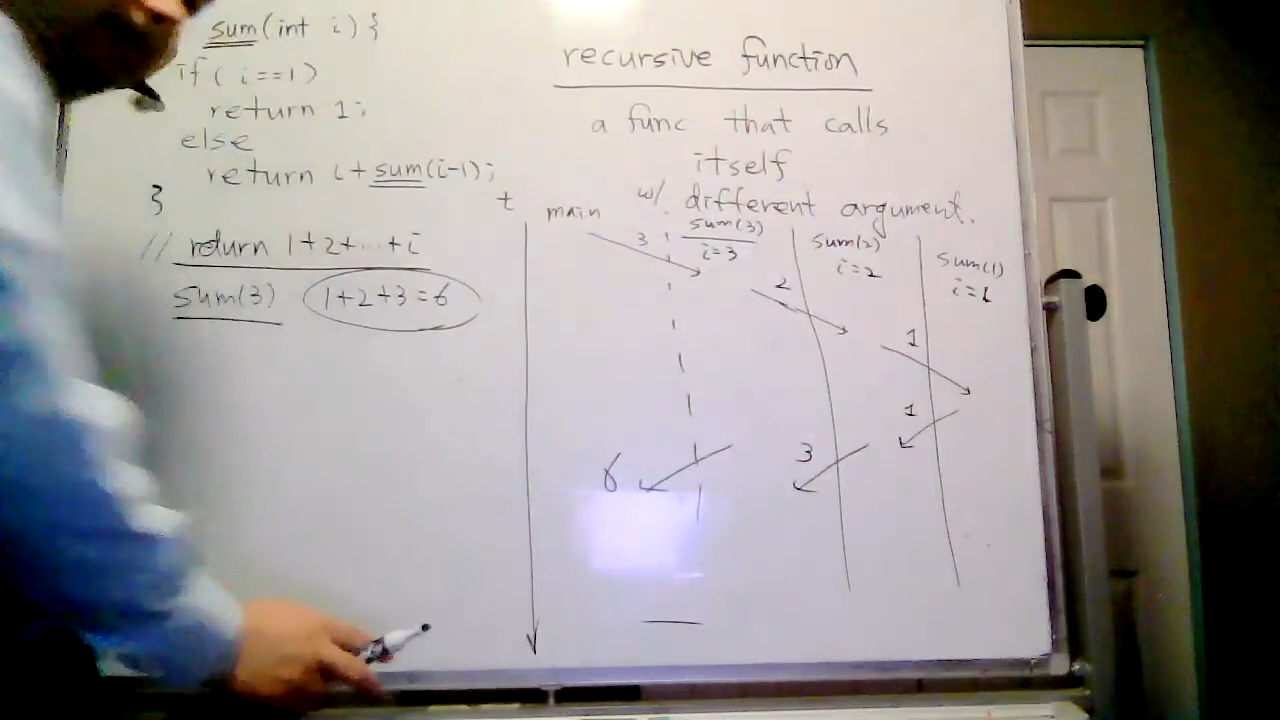 sum(int i) {
if( i==1)
return 1;
else
return i+sum(i-1);
}
// return 1+2+...+i
sum(3) 1+2+3=6
recursive function
a func that calls
itself
w/. different argument.
t main sum(3) sum(2) sum(1)
i=3 i=2 i=1
3
2
1
1
3
6